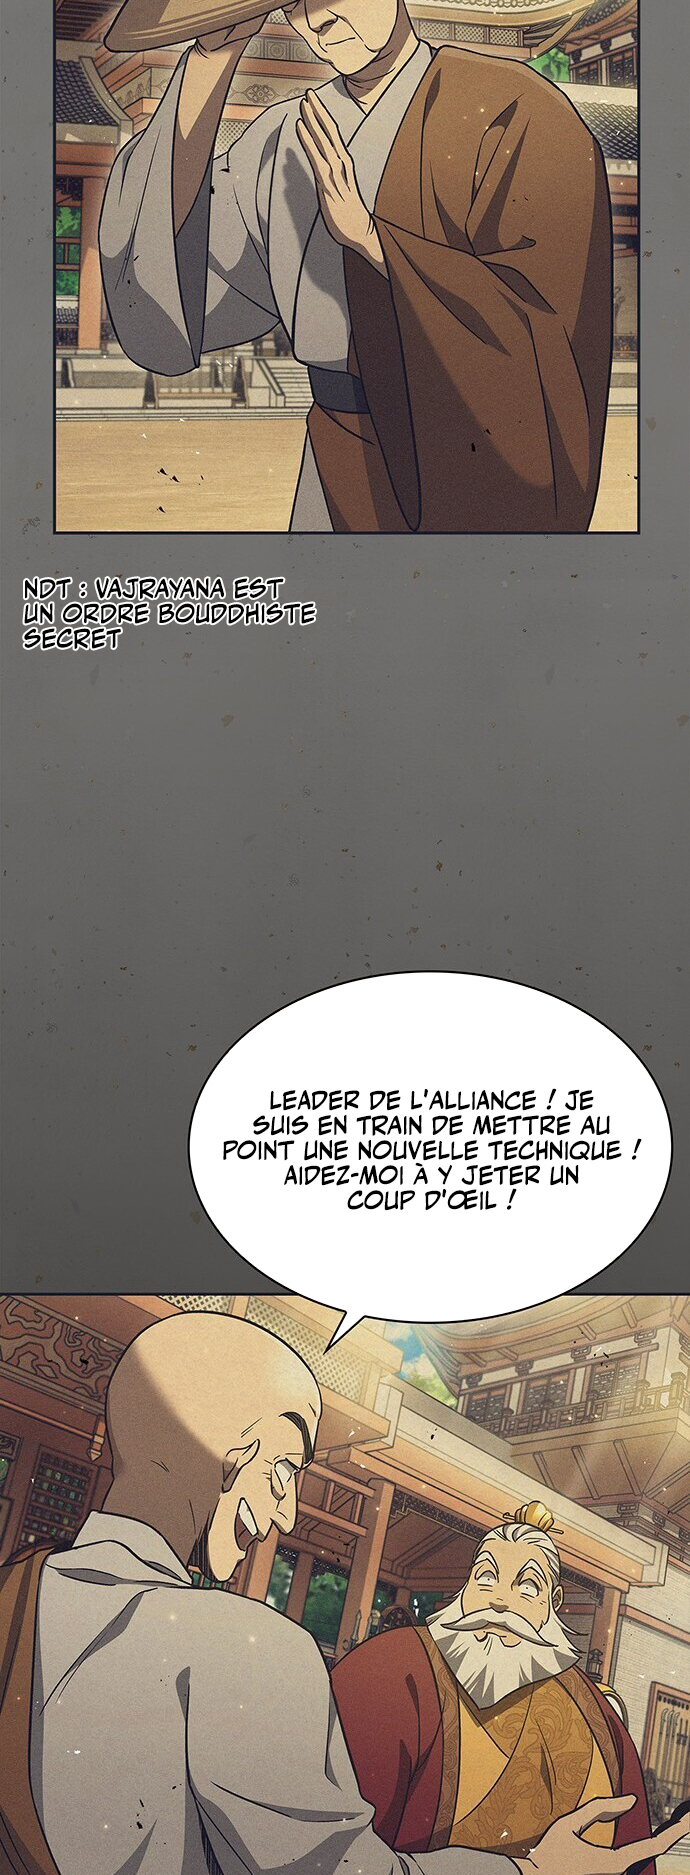 NDT : VAJRAYANA EST
UN ORDRE BOUDDHISTE
SECRET
LEADER DE L'ALLIANCE ! JE
SUIS EN TRAIN DE METTRE AU
POINT UNE NOUVELLE TECHNIQUE !
AIDEZ-MOI À Y JETER UN
COUP D'ŒIL !